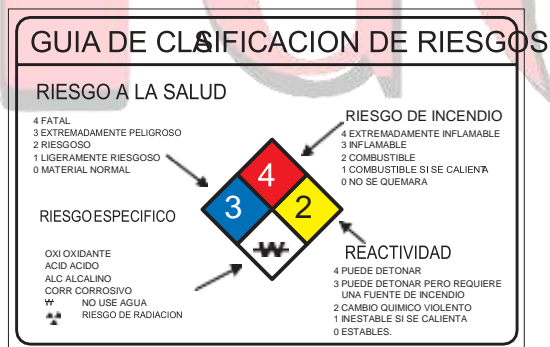 GUIA DE CLASIFICACION DE RIESGOS
RIESGO A LA SALUD
4 FATAL
3 EXTREMADAMENTE PELIGROSO
2 RIESGOSO
1 LIGERAMENTE RIESGOSO
0 MATERIAL NORMAL
RIESGO DE INCENDIO
4 EXTREMADAMENTE INFLAMABLE
3 INFLAMABLE
2 COMBUSTIBLE
1 COMBUSTIBLE SI SE CALIENTA
0 NO SE QUEMARA
4
3
2
W
RIESGO ESPECIFICO
OXI OXIDANTE
ACID ACIDO
ALC ALCALINO
CORR CORROSIVO
W NO USE AGUA
RIESGO DE RADIACION
REACTIVIDAD
4 PUEDE DETONAR
3 PUEDE DETONAR PERO REQUIERE
UNA FUENTE DE INCENDIO
2 CAMBIO QUIMICO VIOLENTO
1 INESTABLE SI SE CALIENTA
0 ESTABLES.